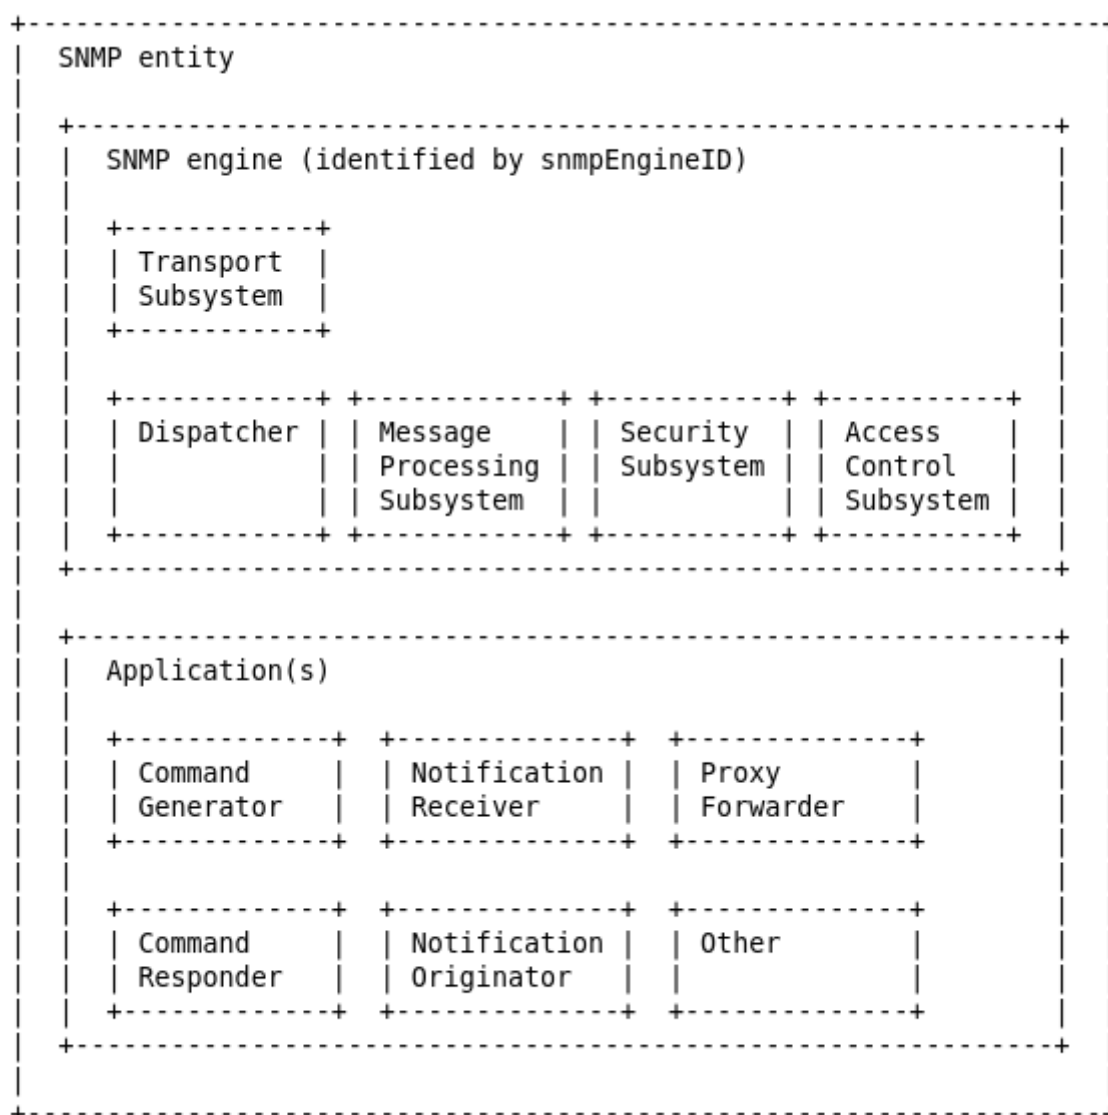 SNMP entity
SNMP engine (identified by snmpEngineID)
Transport
Subsystem
Dispatcher
Message
Processing
Subsystem
Security
Subsystem
Access
Control
Subsystem
Application(s)
Command
Generator
Notification
Receiver
Proxy
Forwarder
Command
Responder
Notification
Originator
Other